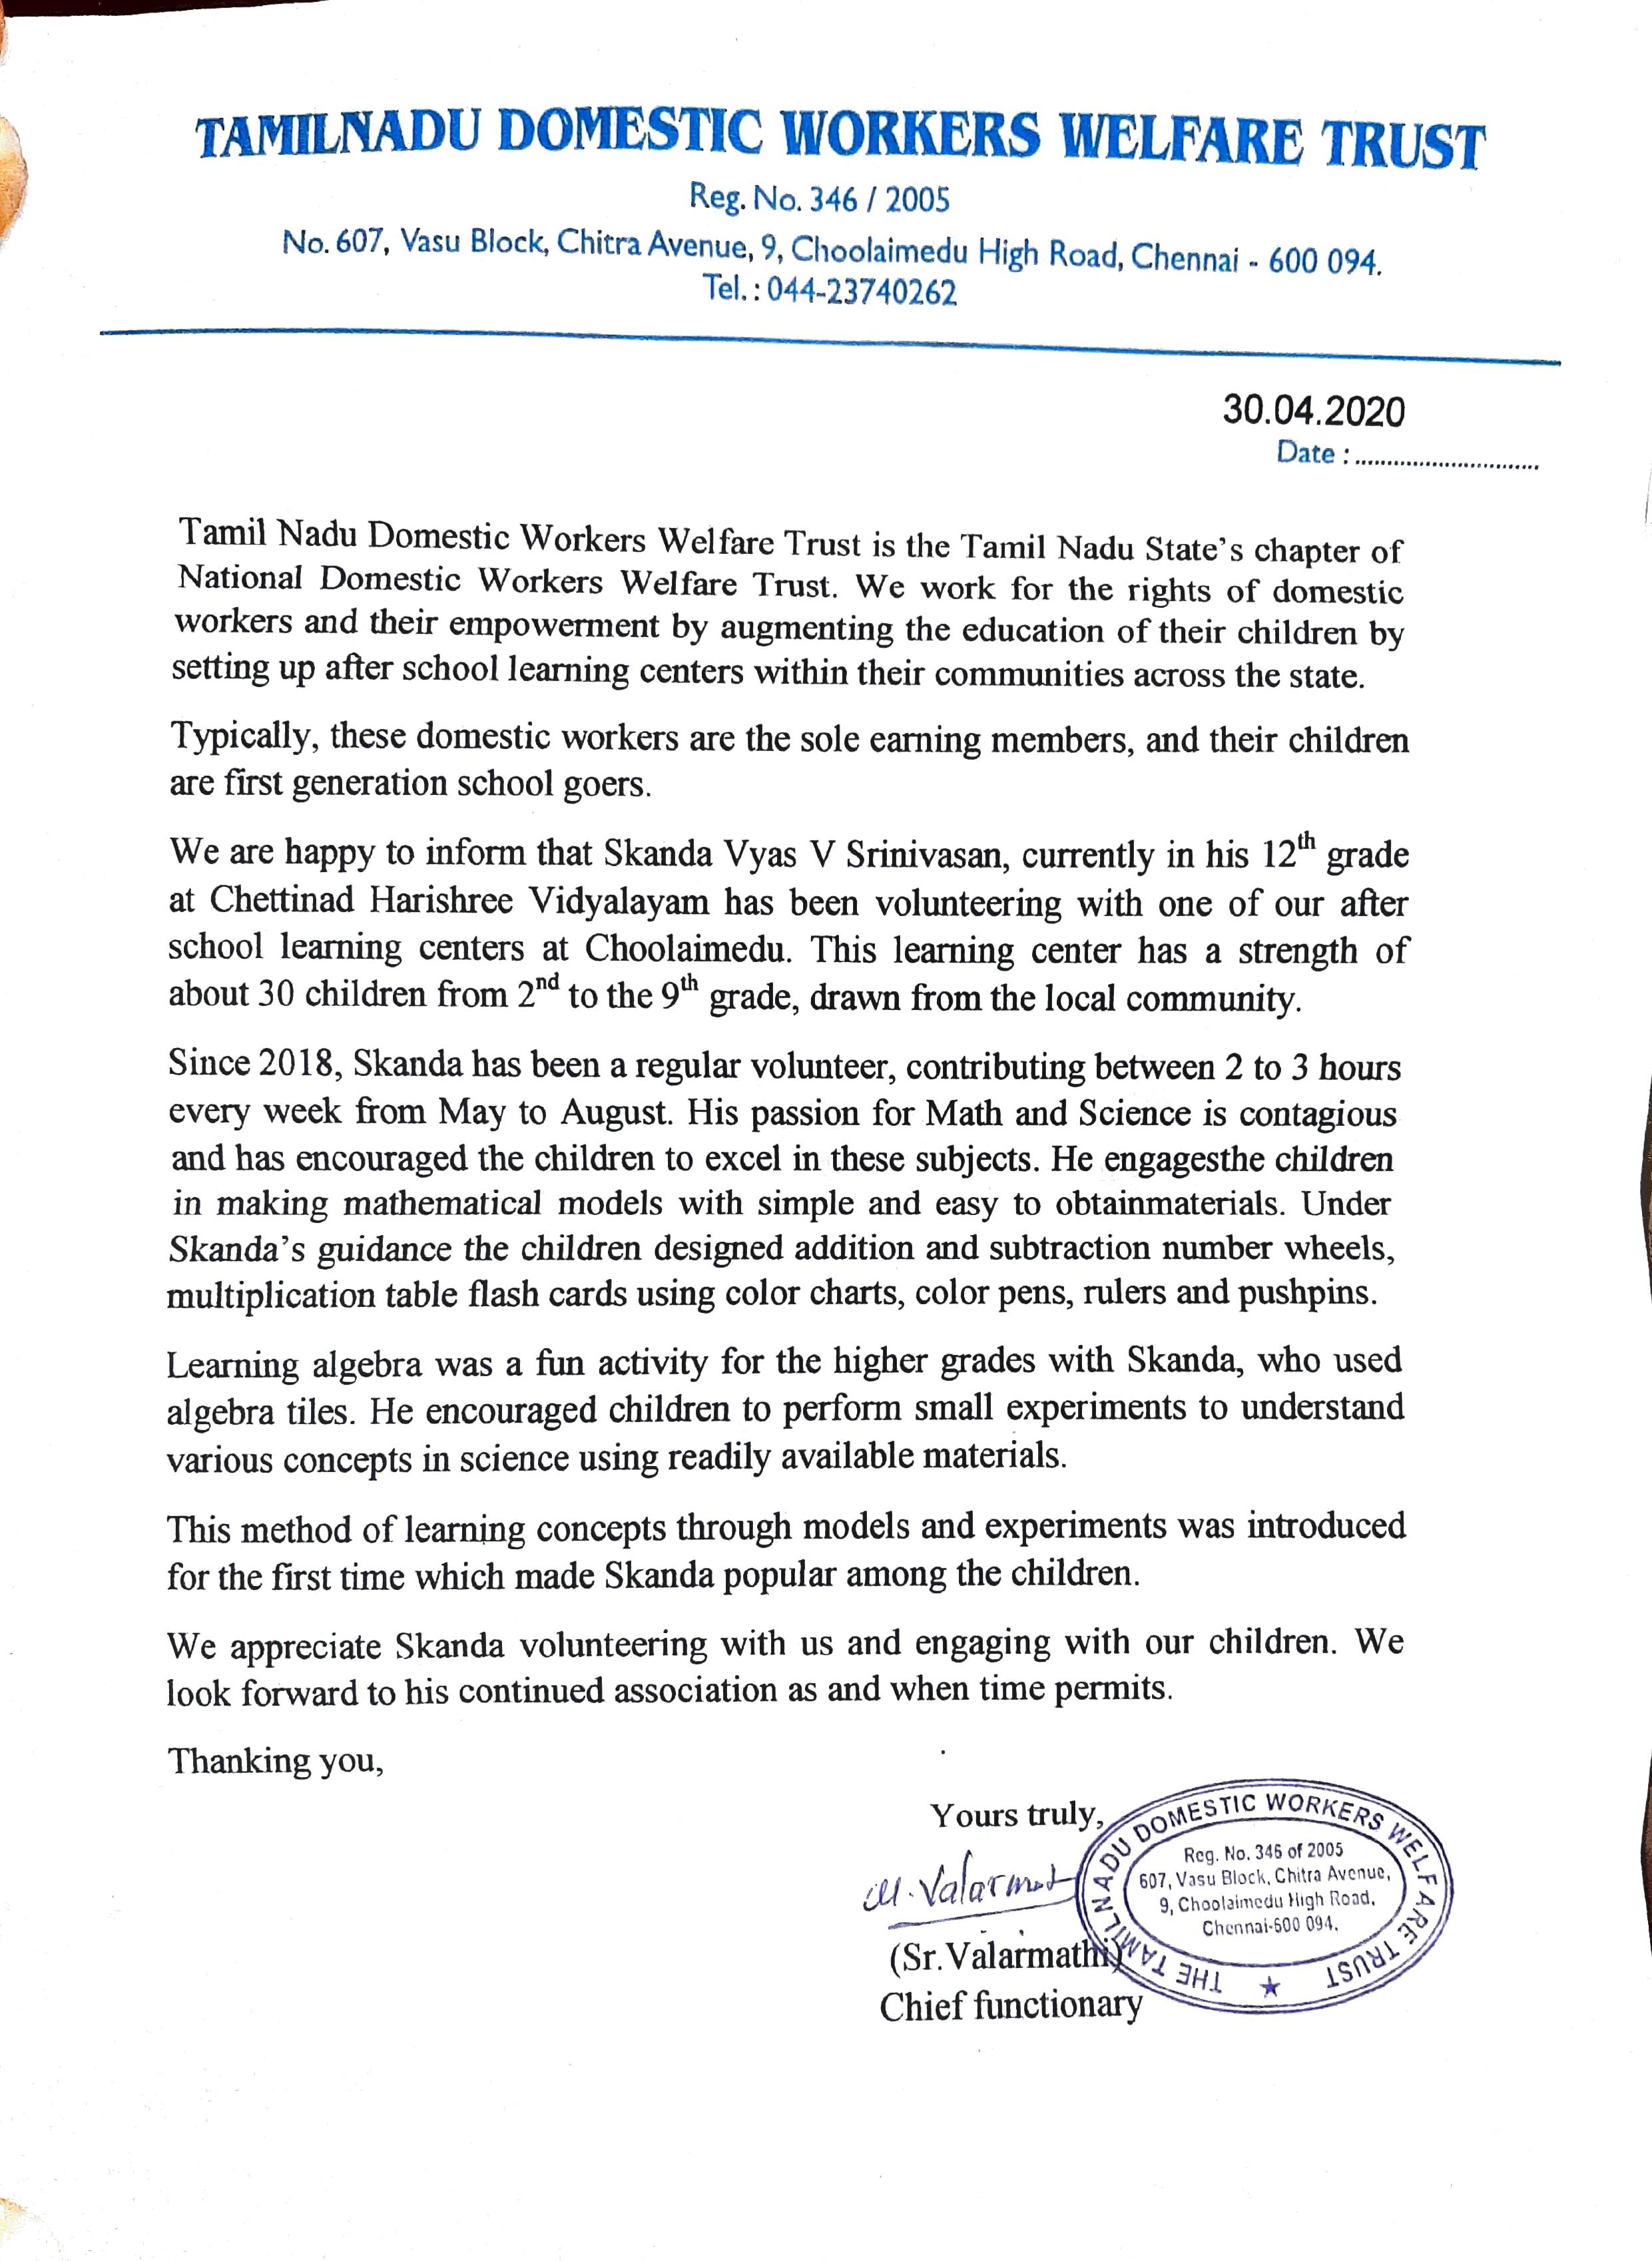 TAMILNADU DOMESTIC WORKERS WELFARE TRUST
Reg. No. 346 / 2005
No. 607, Vasu Block, Chitra Avenue, 9, Choolaimedu High Road, Chennai - 600 094.
Tel. : 044-23740262
30.04.2020
Date : ............................
Tamil Nadu Domestic Workers Welfare Trust is the Tamil Nadu State's chapter of
National Domestic Workers Welfare Trust. We work for the rights of domestic
workers and their empowerment by augmenting the education of their children by
setting up after school learning centers within their communities across the state.
Typically, these domestic workers are the sole earning members, and their children
are first generation school goers.
We are happy to inform that Skanda Vyas V Srinivasan, currently in his 12th grade
at Chettinad Harishree Vidyalayam has been volunteering with one of our after
school learning centers at Choolaimedu. This learning center has a strength of
about 30 children from 2nd to the 9th grade, drawn from the local community.
Since 2018, Skanda has been a regular volunteer, contributing between 2 to 3 hours
every week from May to August. His passion for Math and Science is contagious
and has encouraged the children to excel in these subjects. He engagesthe children
in making mathematical models with simple and easy to obtainmaterials. Under
Skanda's guidance the children designed addition and subtraction number wheels,
multiplication table flash cards using color charts, color pens, rulers and pushpins.
Learning algebra was a fun activity for the higher grades with Skanda, who used
algebra tiles. He encouraged children to perform small experiments to understand
various concepts in science using readily available materials.
This method of learning concepts through models and experiments was introduced
for the first time which made Skanda popular among the children.
We appreciate Skanda volunteering with us and engaging with our children. We
look forward to his continued association as and when time permits.
Thanking you,
Yours truly,
M. Valarmat
(Sr.Valarmathi)
Chief functionary
THE TAMILNADU DOMESTIC WORKERS WELFARE TRUST
Reg. No. 346 of 2005
607, Vasu Block, Chitra Avenue,
9, Choolaimedu High Road,
Chennai-600 094.